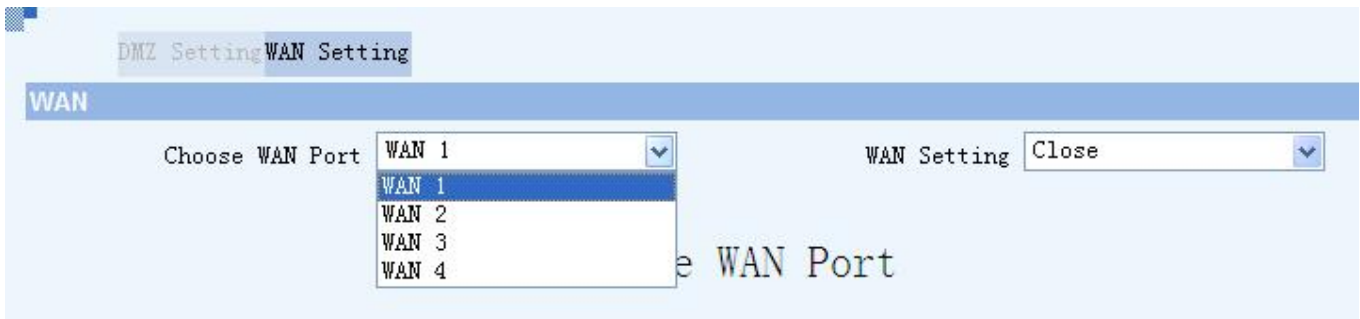 DMZ Setting WAN Setting
WAN
Choose WAN Port WAN 1 WAN Setting Close
WAN 1
WAN 2
WAN 3
WAN 4
e WAN Port